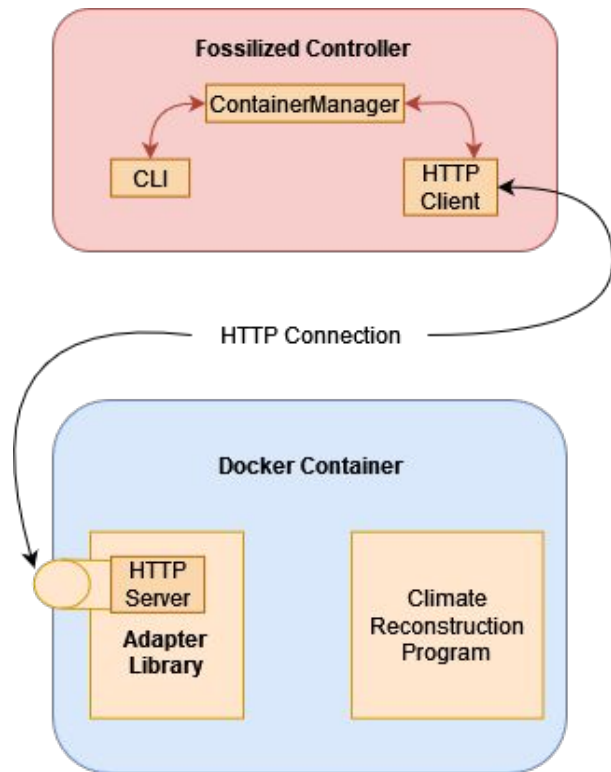 Fossilized Controller
ContainerManager
CLI
HTTP
Client
HTTP Connection
Docker Container
HTTP
Server
Adapter
Library
Climate
Reconstruction
Program